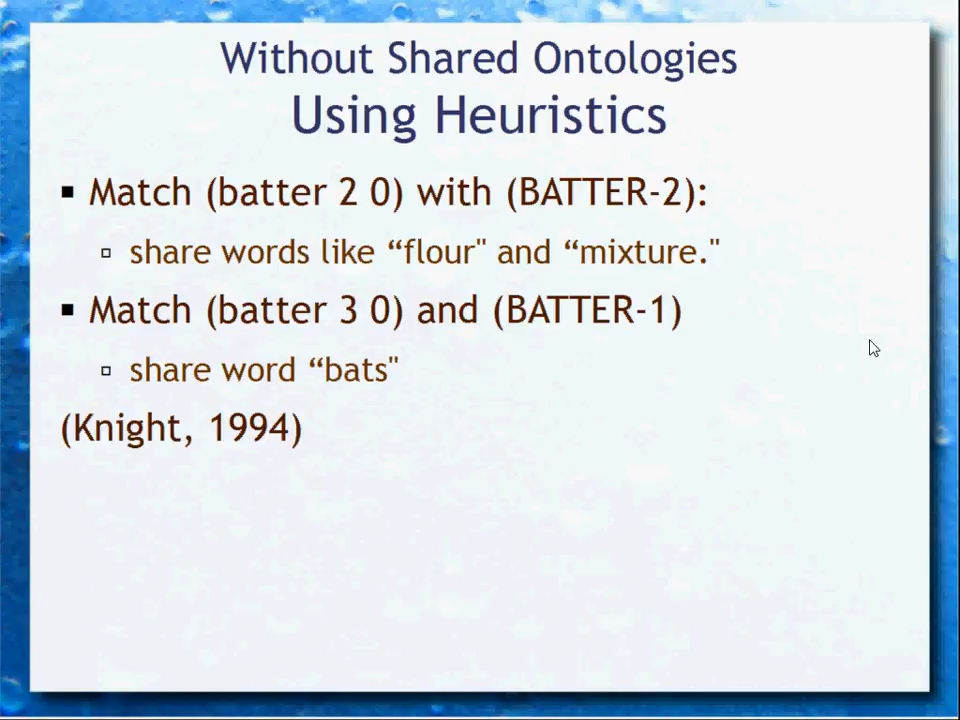 Without Shared Ontologies
Using Heuristics
▪ Match (batter 2 0) with (BATTER-2):
▫ share words like “flour" and “mixture."
▪ Match (batter 3 0) and (BATTER-1)
▫ share word “bats"
(Knight, 1994)